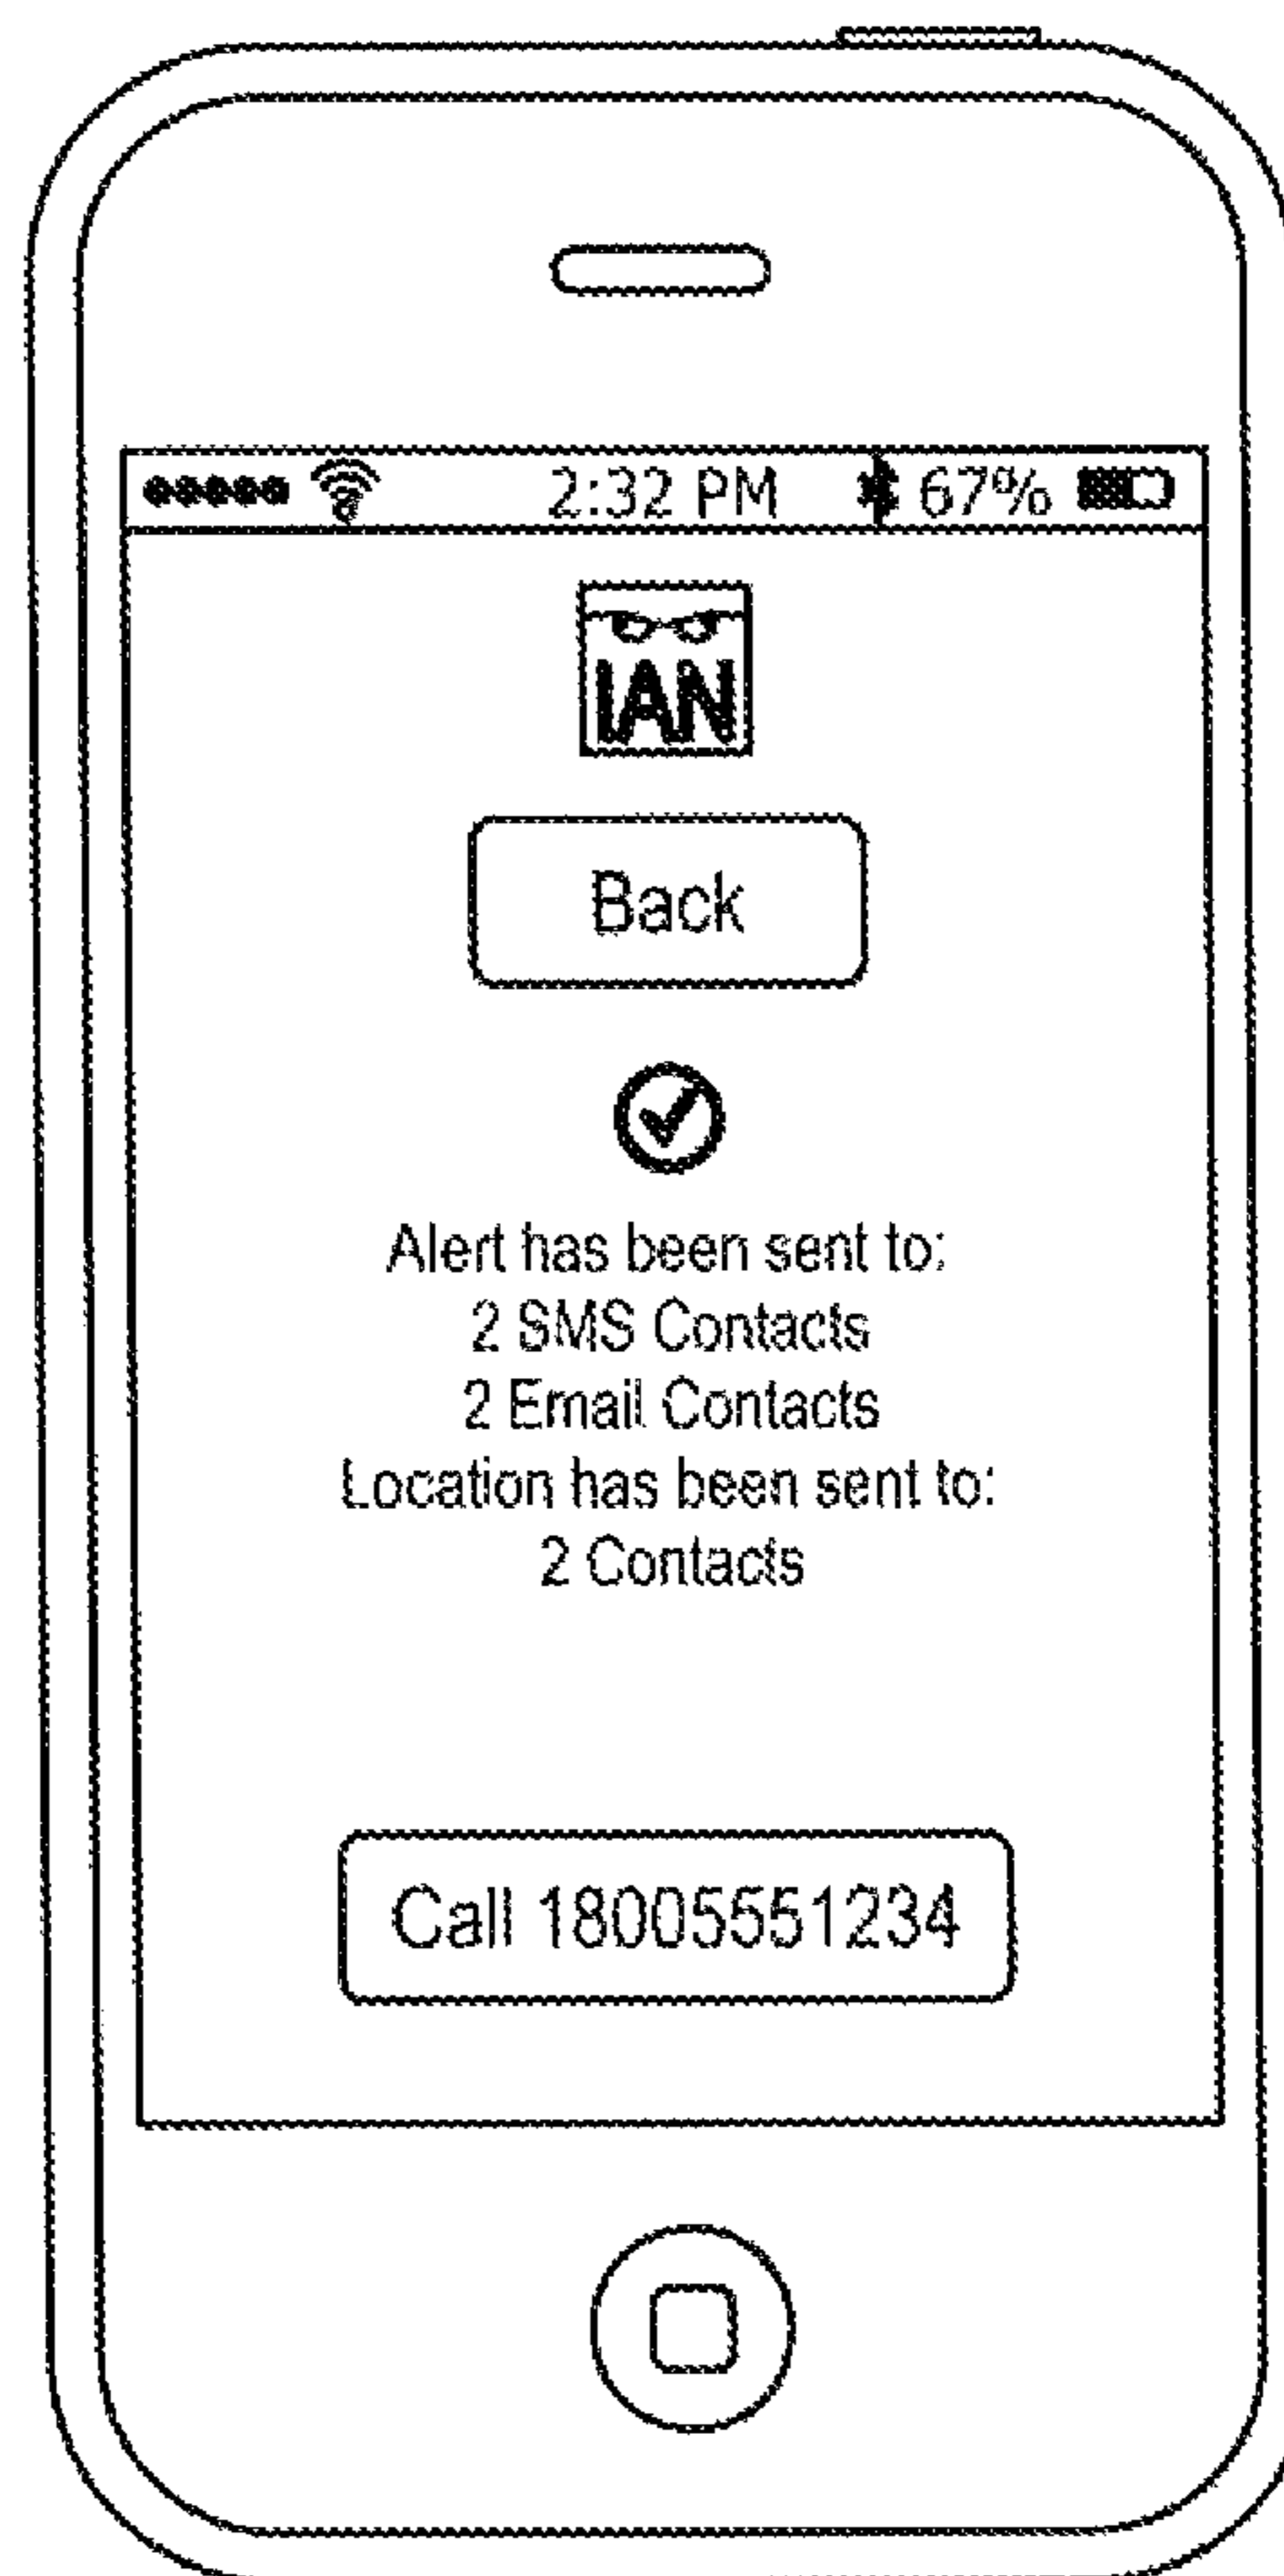 2:32 PM 67%
IAN
Back
Alert has been sent to:
2 SMS Contacts
2 Email Contacts
Location has been sent to:
2 Contacts
Call 18005551234